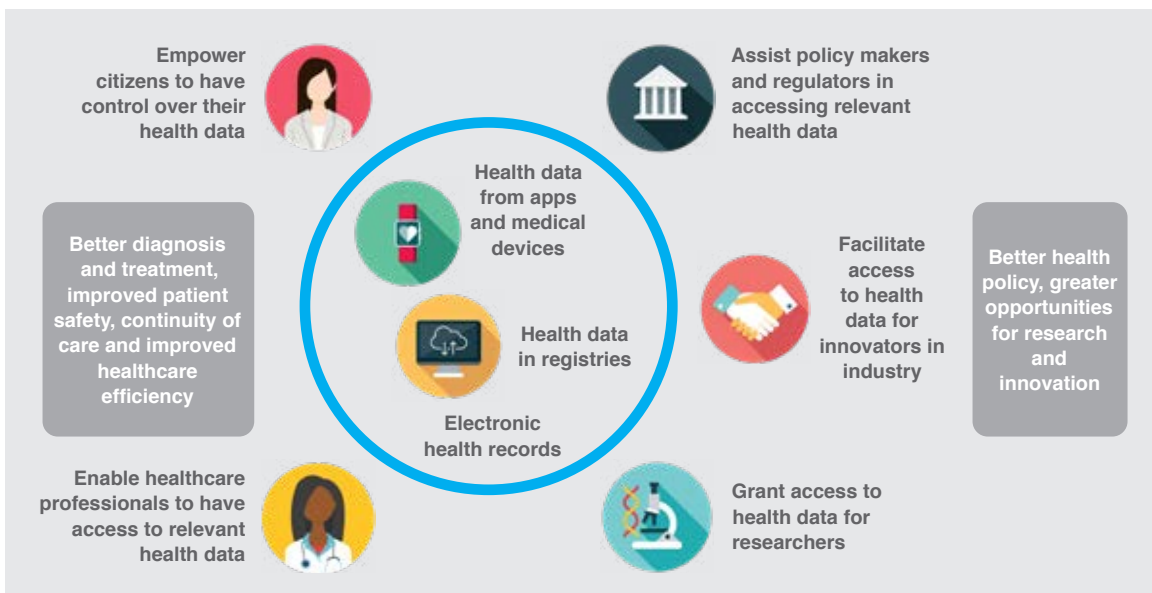 Empower
citizens to have
control over their
health data
Assist policy makers
and regulators in
accessing relevant
health data
Health data
from apps
and medical
devices
Better diagnosis
and treatment,
improved patient
safety, continuity of
care and improved
healthcare
efficiency
Health data
in registries
Electronic
health records
Facilitate
access
to health
data for
innovators in
industry
Better health
policy, greater
opportunities
for research
and
innovation
Enable healthcare
professionals to have
access to relevant
health data
Grant access to
health data for
researchers